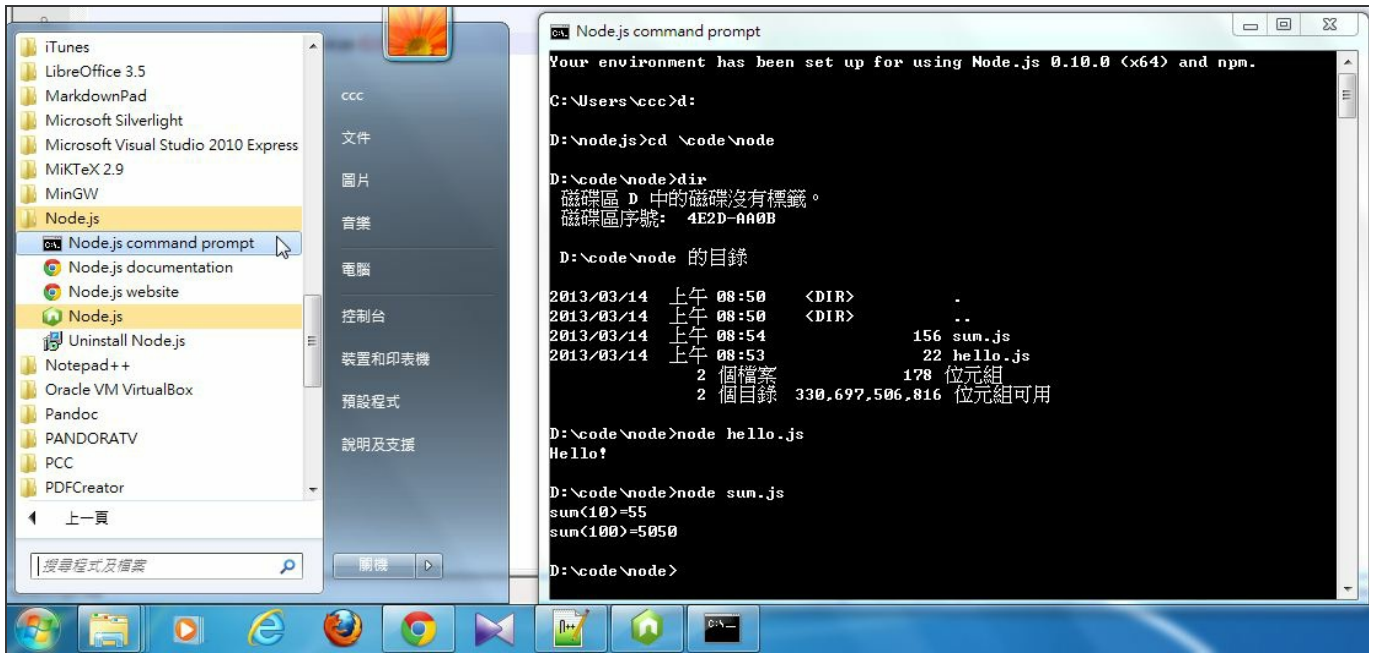 iTunes
LibreOffice 3.5
MarkdownPad
Microsoft Silverlight
Microsoft Visual Studio 2010 Express
MiKTeX 2.9
MinGW
Node.js
Node.js command prompt
Node.js documentation
Node.js website
Node.js
Uninstall Node.js
Notepad++
Oracle VM VirtualBox
Pandoc
PANDORATV
PCC
PDFCreator
上一頁
搜尋程式及檔案
ccc
文件
圖片
音樂
電腦
控制台
裝置和印表機
預設程式
說明及支援
關機
Node.js command prompt
Your environment has been set up for using Node.js 0.10.0 (x64) and npm.
C:\Users\ccc>d:
D:\nodejs>cd \code\node
D:\code\node>dir
磁碟區 D 中的磁碟沒有標籤。
磁碟區序號: 4E2D-AA0B
D:\code\node 的目錄
2013/03/14 上午 08:50 <DIR> .
2013/03/14 上午 08:50 <DIR> ..
2013/03/14 上午 08:54 156 sum.js
2013/03/14 上午 08:53 22 hello.js
2 個檔案 178 位元組
2 個目錄 330,697,506,816 位元組可用
D:\code\node>node hello.js
Hello!
D:\code\node>node sum.js
sum(10)=55
sum(100)=5050
D:\code\node>